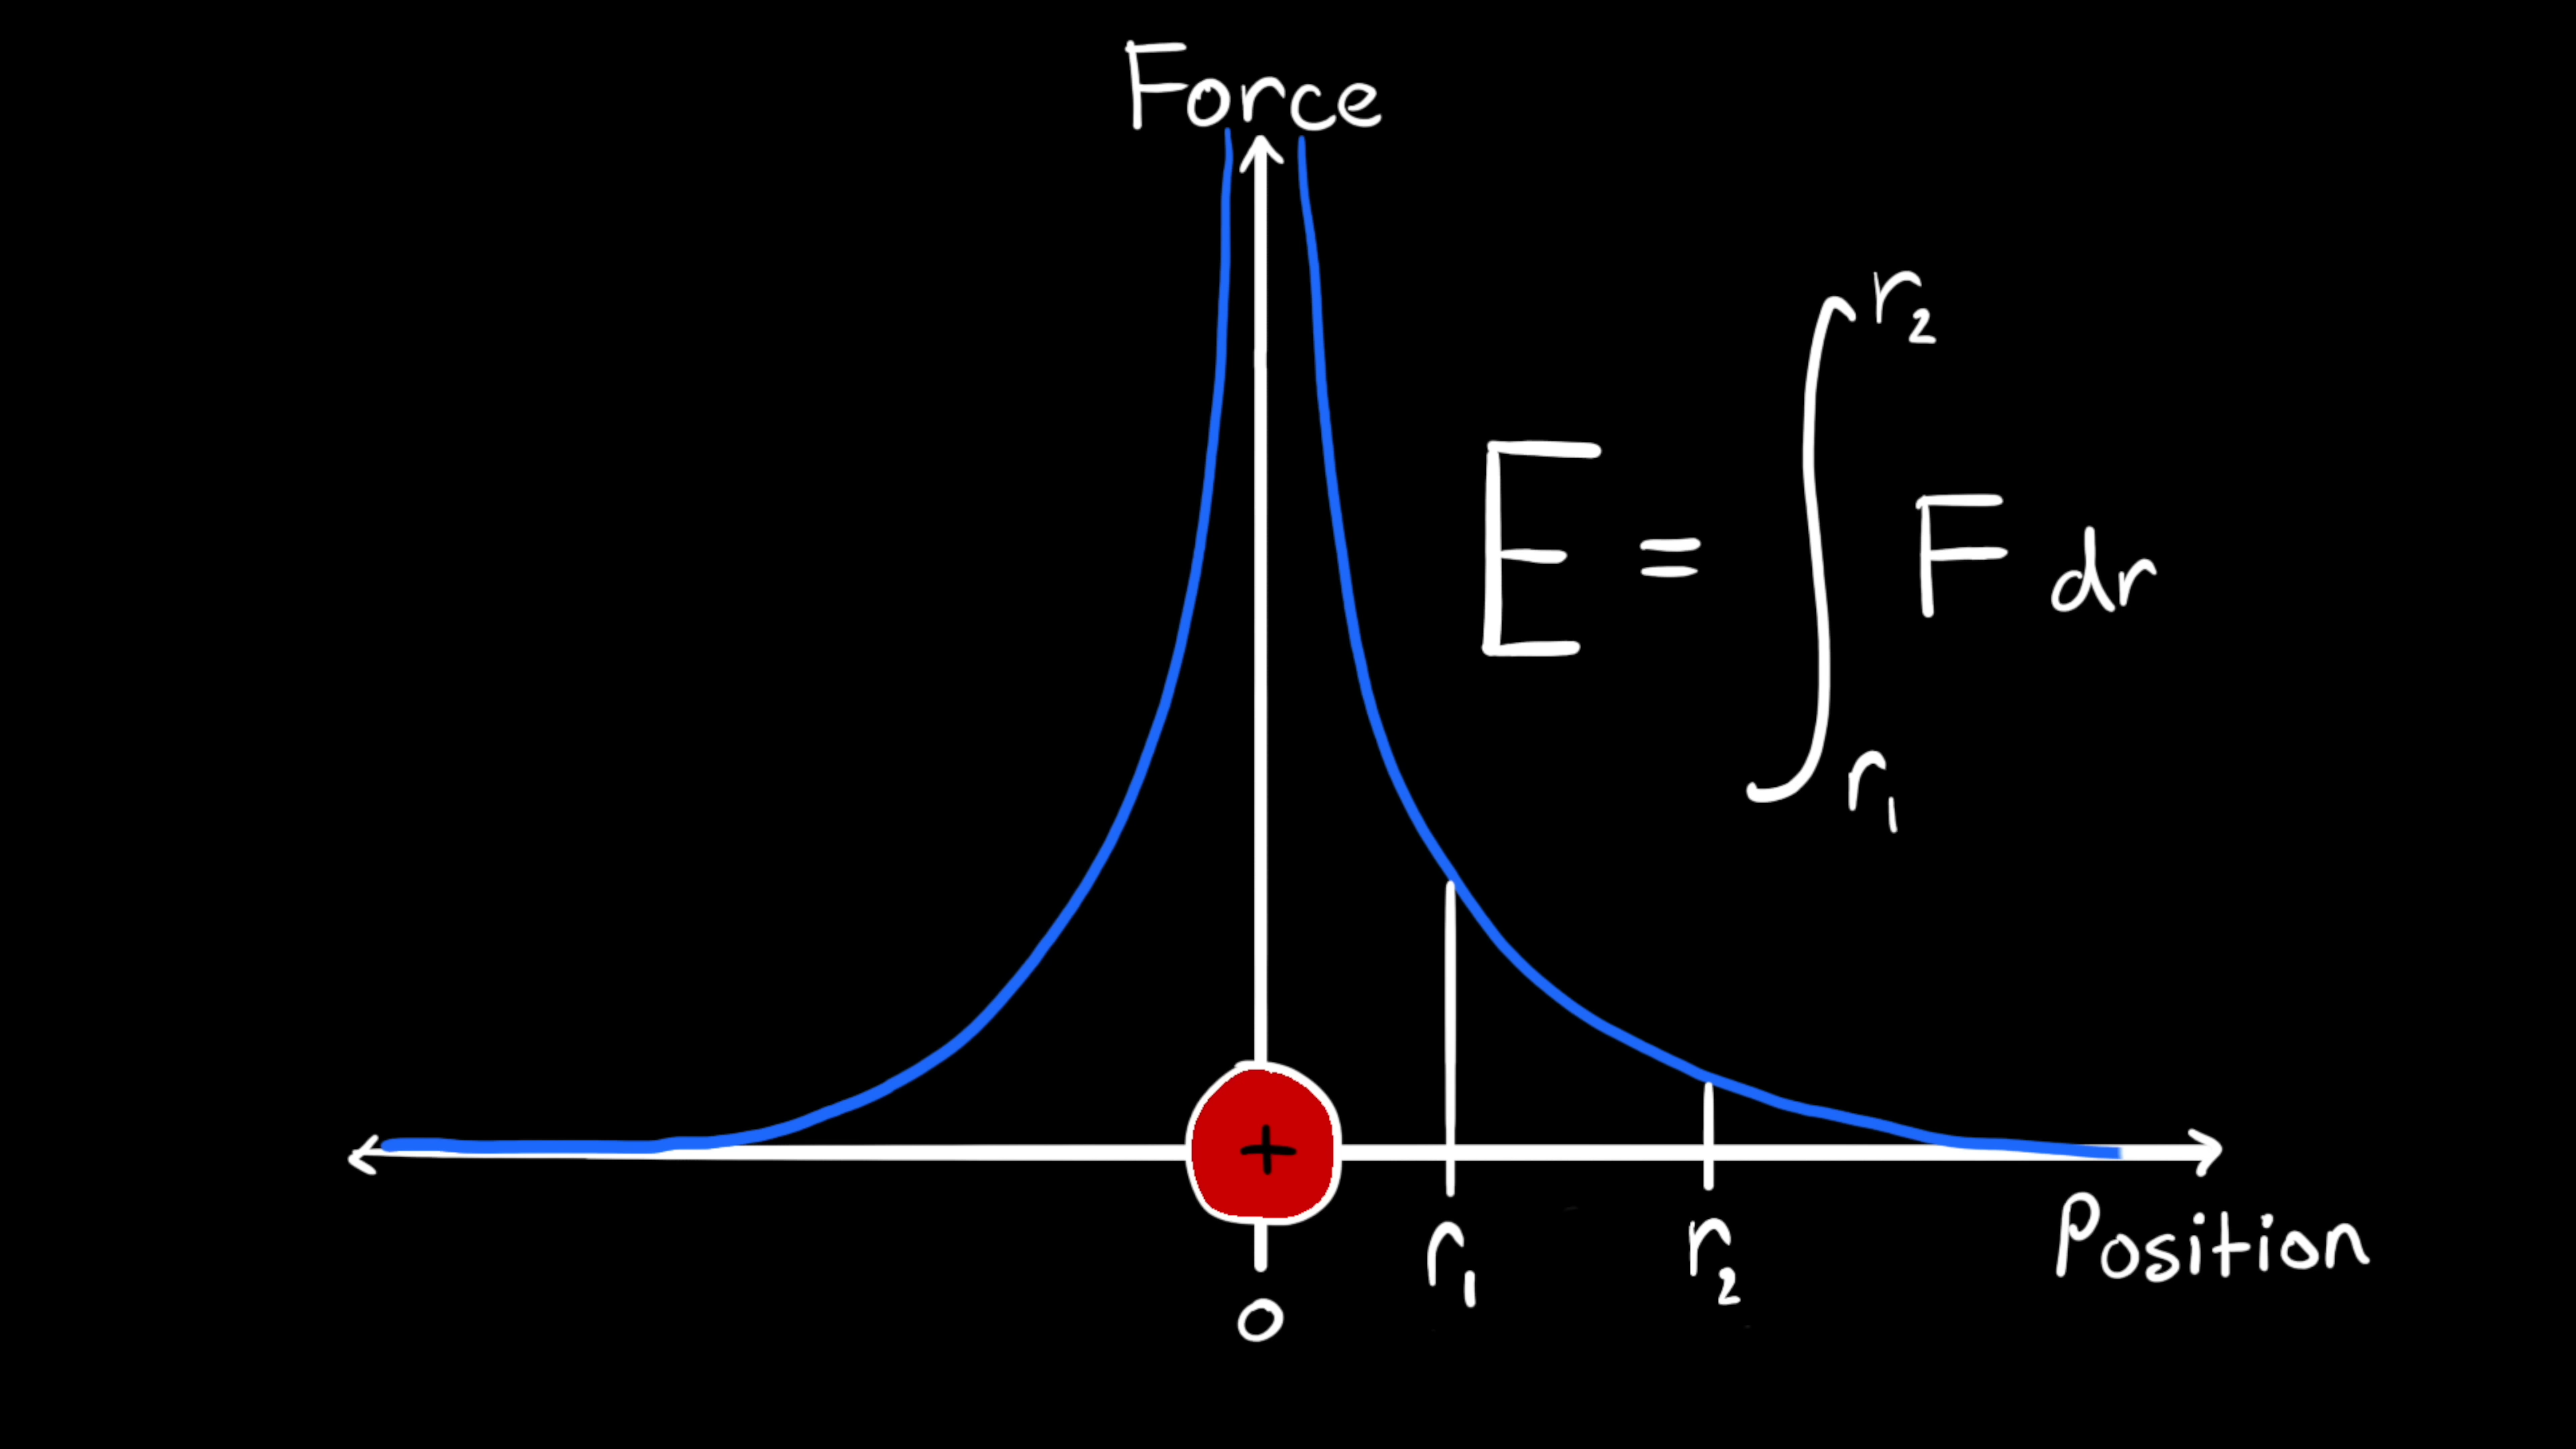 Force
E = ∫ r₁ r₂ F dr
+
0
r₁
r₂
Position